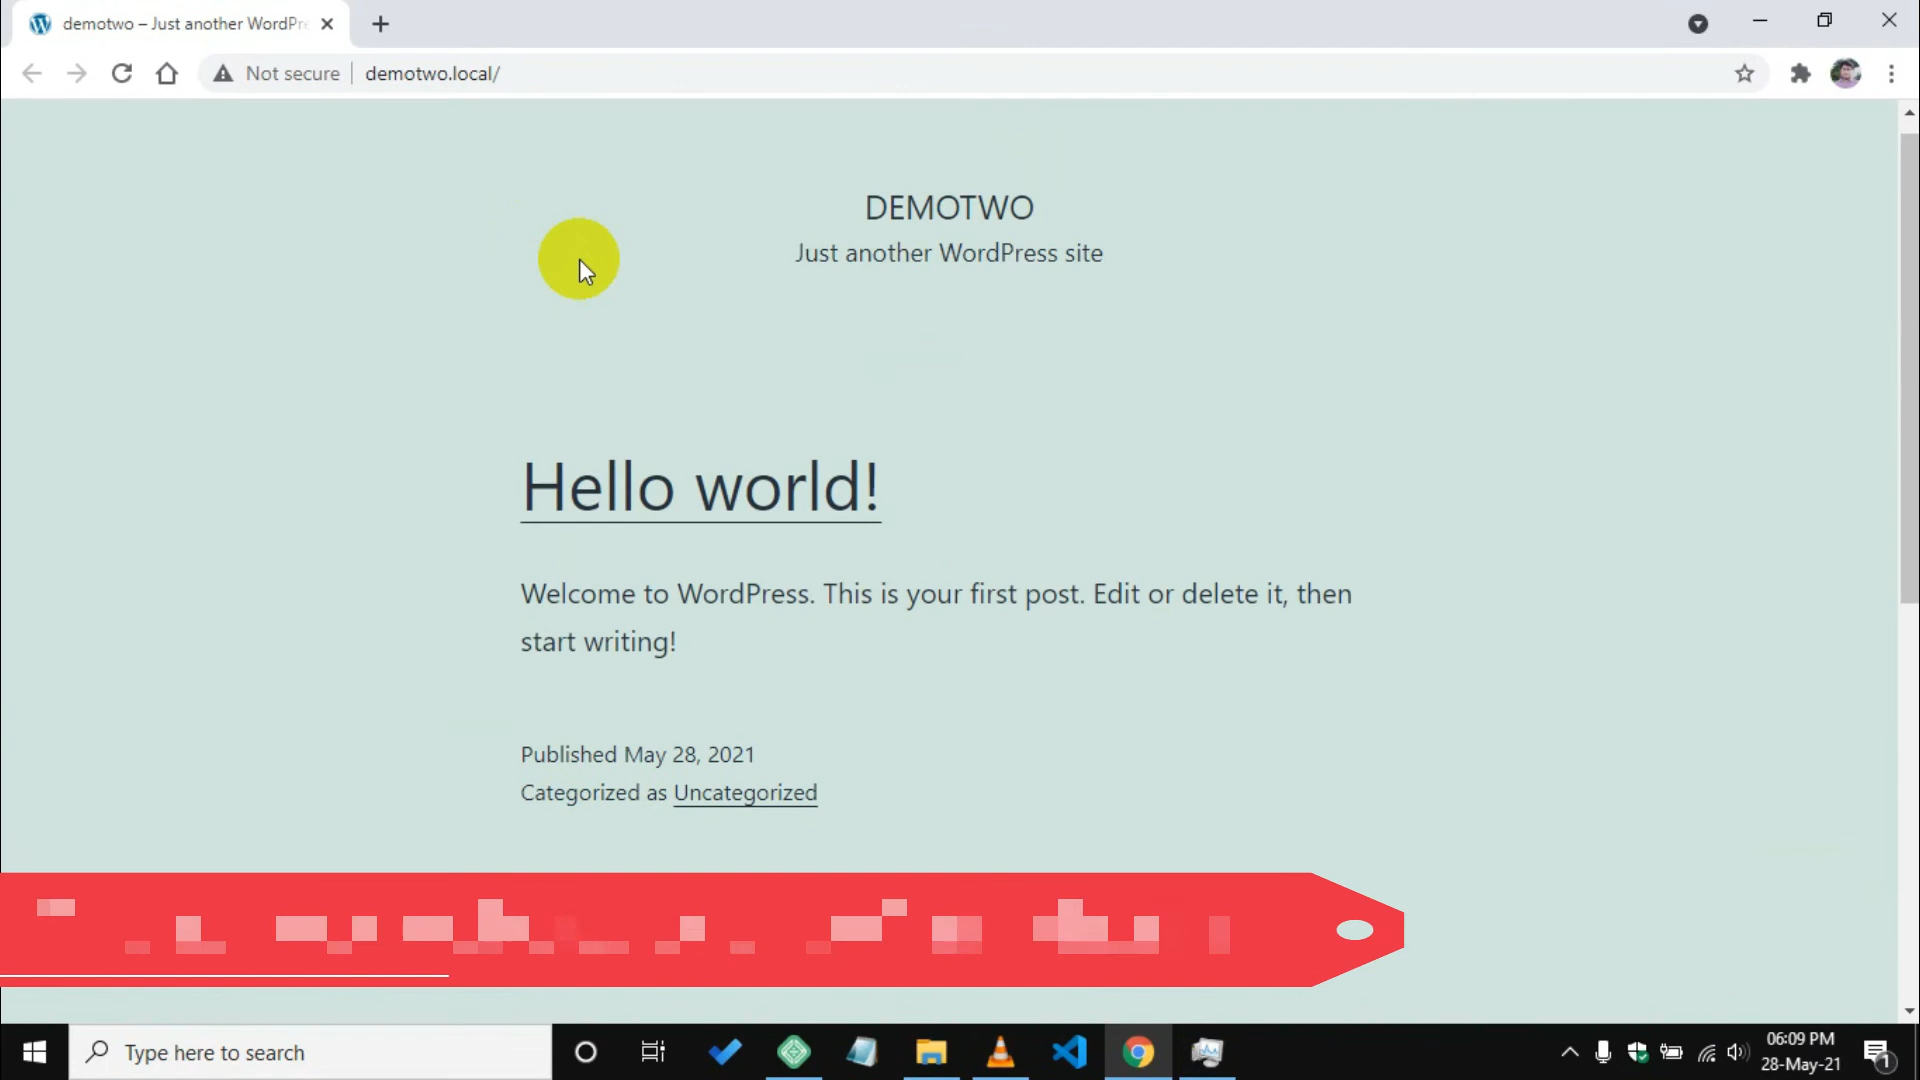 demotwo – Just another WordPre
Not secure
demotwo.local/
DEMOTWO
Just another WordPress site
Hello world!
Welcome to WordPress. This is your first post. Edit or delete it, then
start writing!
Published May 28, 2021
Categorized as Uncategorized
Type here to search
06:09 PM
28-May-21
1